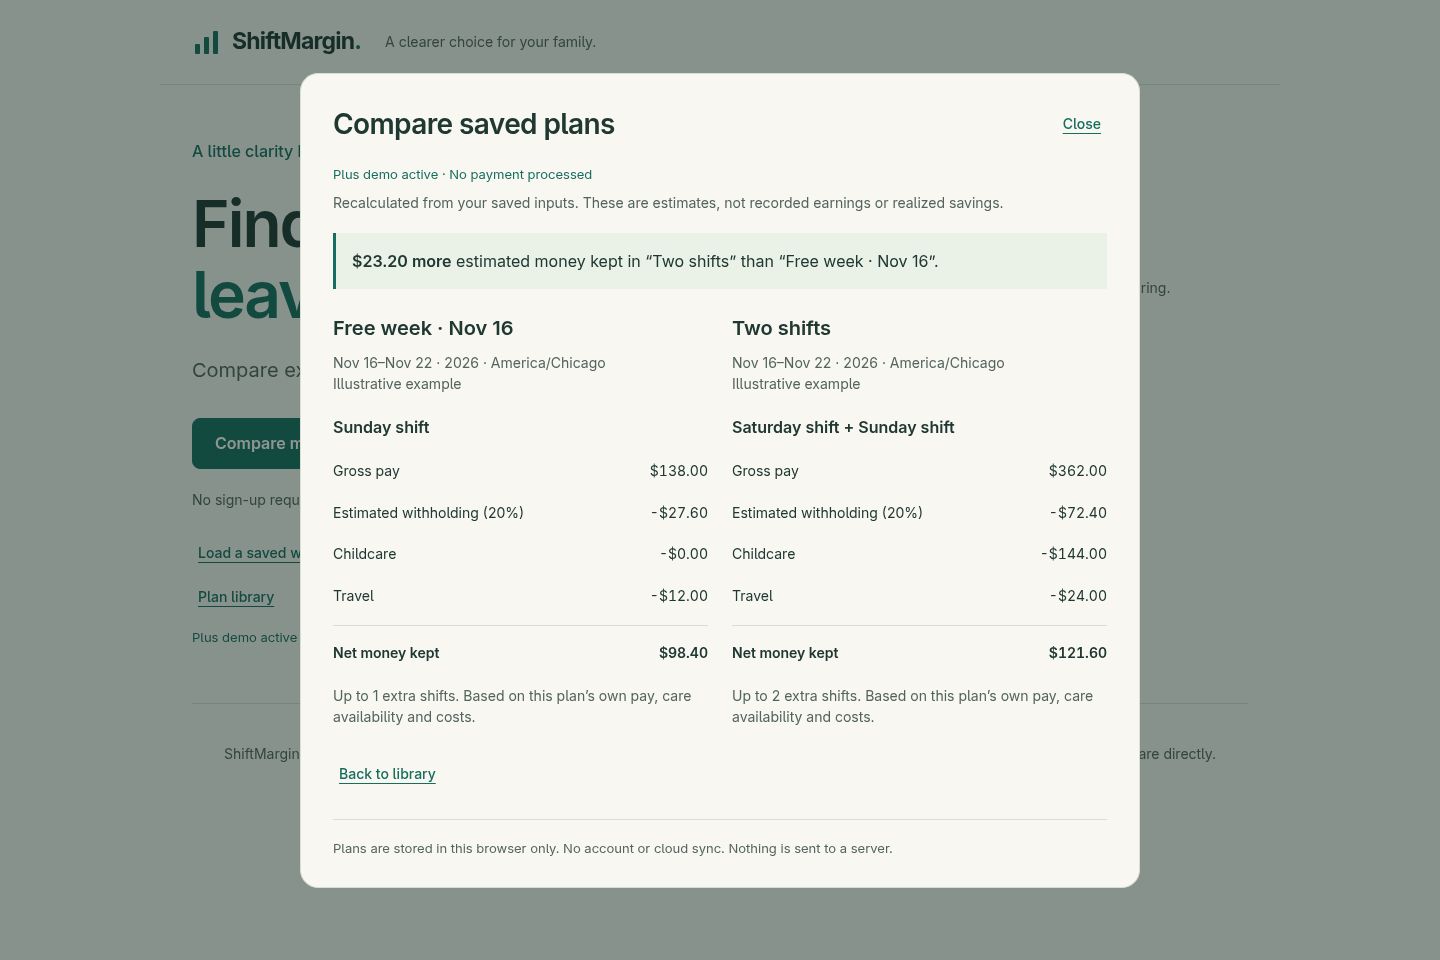 ShiftMargin.
A clearer choice for your family.
Compare saved plans
Close
Plus demo active · No payment processed
Recalculated from your saved inputs. These are estimates, not recorded earnings or realized savings.
$23.20 more estimated money kept in “Two shifts” than “Free week · Nov 16”.
Free week · Nov 16
Nov 16–Nov 22 · 2026 · America/Chicago
Illustrative example
Sunday shift
Gross pay $138.00
Estimated withholding (20%) -$27.60
Childcare -$0.00
Travel -$12.00
Net money kept $98.40
Up to 1 extra shifts. Based on this plan’s own pay, care
availability and costs.
Two shifts
Nov 16–Nov 22 · 2026 · America/Chicago
Illustrative example
Saturday shift + Sunday shift
Gross pay $362.00
Estimated withholding (20%) -$72.40
Childcare -$144.00
Travel -$24.00
Net money kept $121.60
Up to 2 extra shifts. Based on this plan’s own pay, care
availability and costs.
Back to library
Plans are stored in this browser only. No account or cloud sync. Nothing is sent to a server.
A little clarity
Compare
No sign-up
Load a saved
Plan library
Plus demo active
ShiftMargin
are directly.